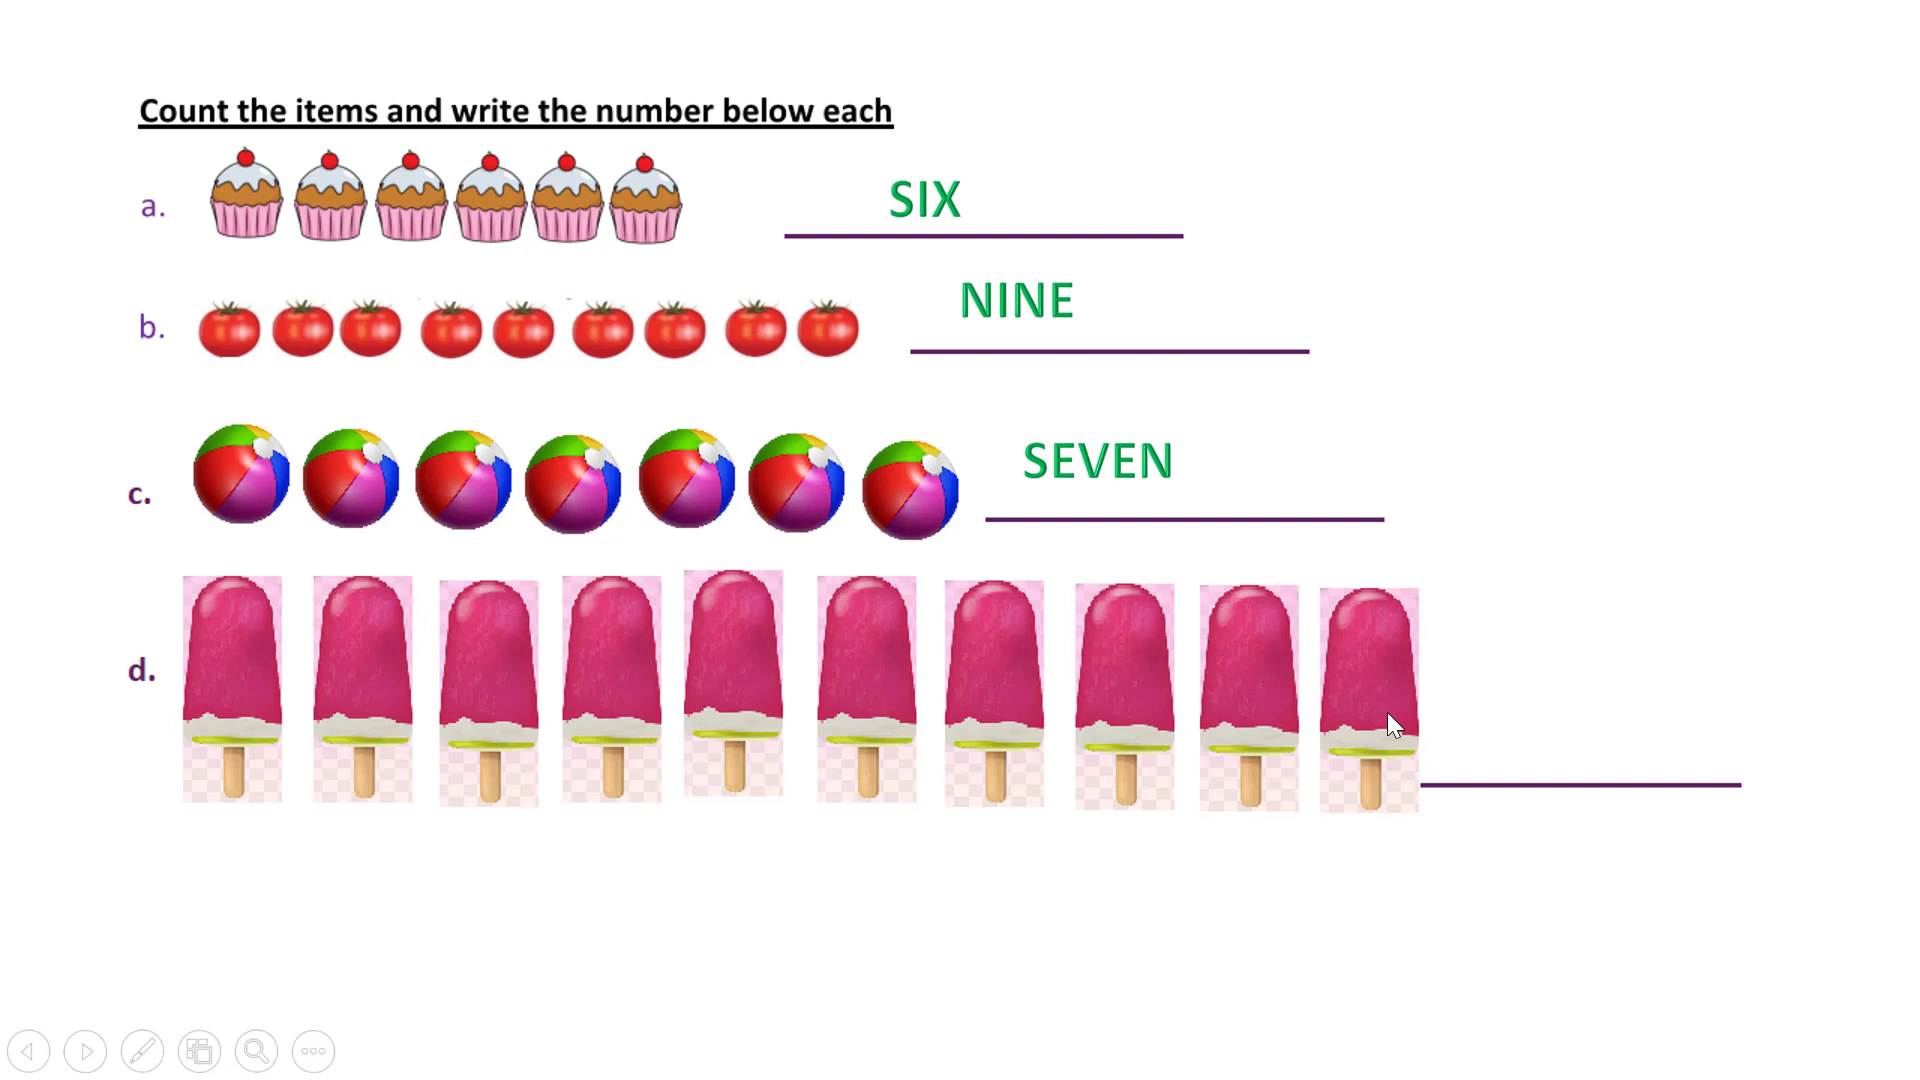 Count the items and write the number below each
a. SIX
b. NINE
c. SEVEN
d.